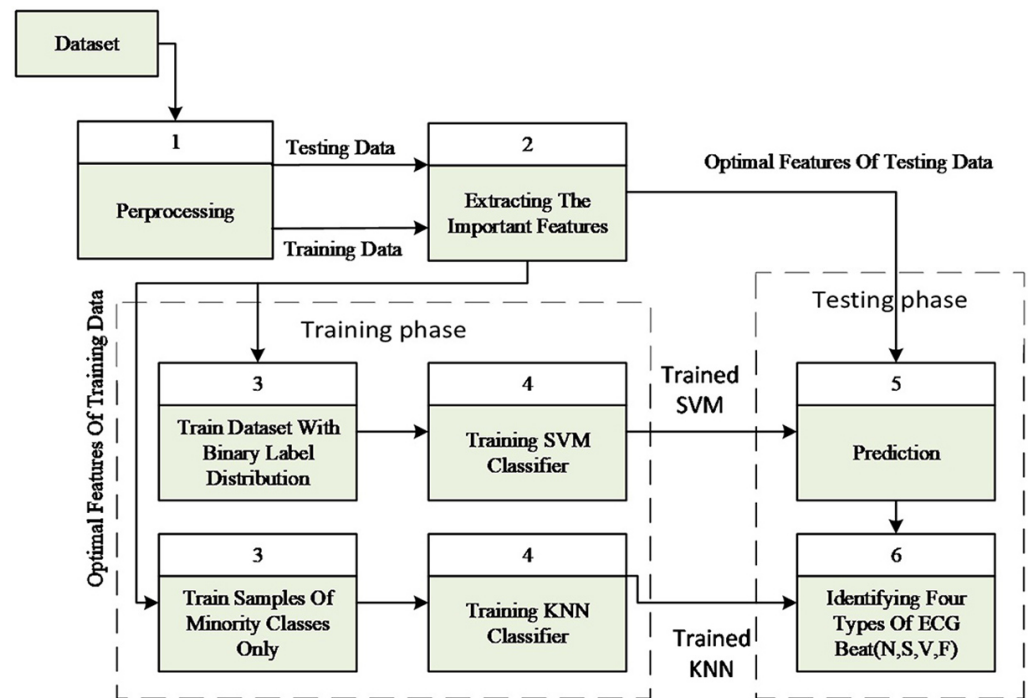 Dataset
1
Perprocessing
Testing Data
Training Data
2
Extracting The
Important Features
Optimal Features Of Testing Data
Optimal Features Of Training Data
Training phase
Testing phase
3
Train Dataset With
Binary Label
Distribution
4
Training SVM
Classifier
Trained
SVM
5
Prediction
3
Train Samples Of
Minority Classes
Only
4
Training KNN
Classifier
Trained
KNN
6
Identifying Four
Types Of ECG
Beat(N,S,V,F)